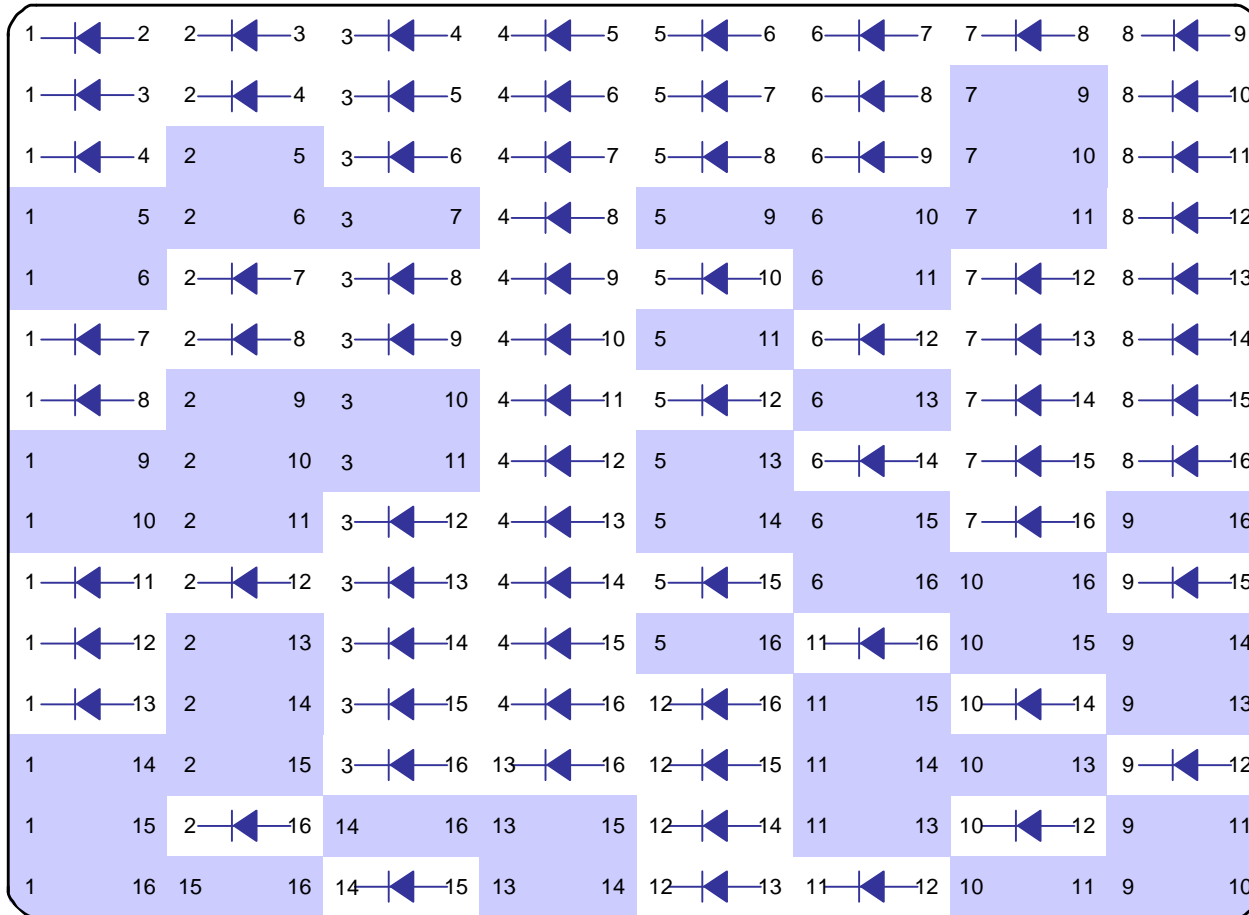 1 2 2 3 3 4 4 5 5 6 6 7 7 8 8 9
1 3 2 4 3 5 4 6 5 7 6 8 7 9 8 10
1 4 2 5 3 6 4 7 5 8 6 9 7 10 8 11
1 5 2 6 3 7 4 8 5 9 6 10 7 11 8 12
1 6 2 7 3 8 4 9 5 10 6 11 7 12 8 13
1 7 2 8 3 9 4 10 5 11 6 12 7 13 8 14
1 8 2 9 3 10 4 11 5 12 6 13 7 14 8 15
1 9 2 10 3 11 4 12 5 13 6 14 7 15 8 16
1 10 2 11 3 12 4 13 5 14 6 15 7 16 9 16
1 11 2 12 3 13 4 14 5 15 6 16 10 16 9 15
1 12 2 13 3 14 4 15 5 16 11 16 10 15 9 14
1 13 2 14 3 15 4 16 12 16 11 15 10 14 9 13
1 14 2 15 3 16 13 16 12 15 11 14 10 13 9 12
1 15 2 16 14 16 13 15 12 14 11 13 10 12 9 11
1 16 15 16 14 15 13 14 12 13 11 12 10 11 9 10